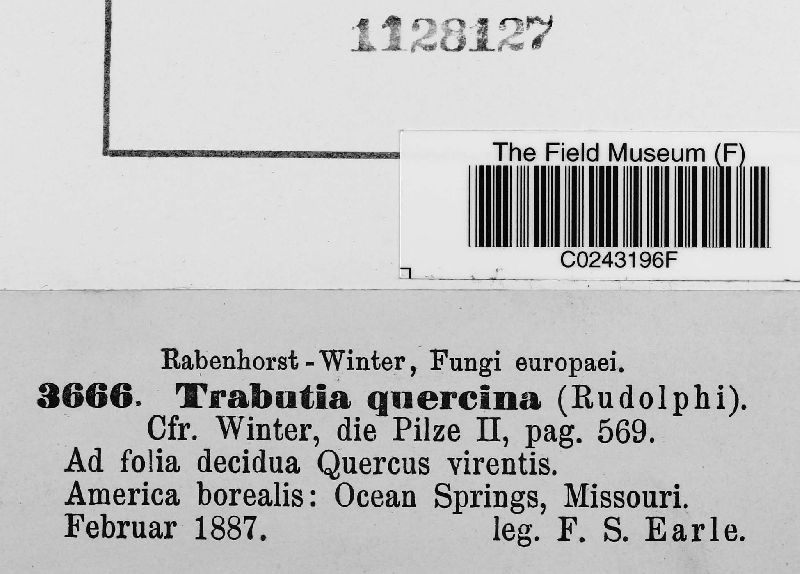 1128127
The Field Museum (F)
C0243196F
Rabenhorst-Winter, Fungi europaei.
3666. Trabutia quercina (Rudolphi).
Cfr. Winter, die Pilze II, pag. 569.
Ad folia decidua Quercus virentis.
America borealis: Ocean Springs, Missouri.
Februar 1887. leg. F. S. Earle.